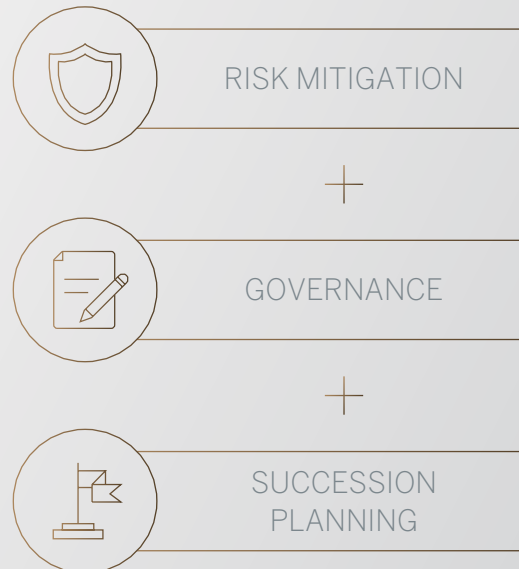 RISK MITIGATION
+
GOVERNANCE
+
SUCCESSION
PLANNING